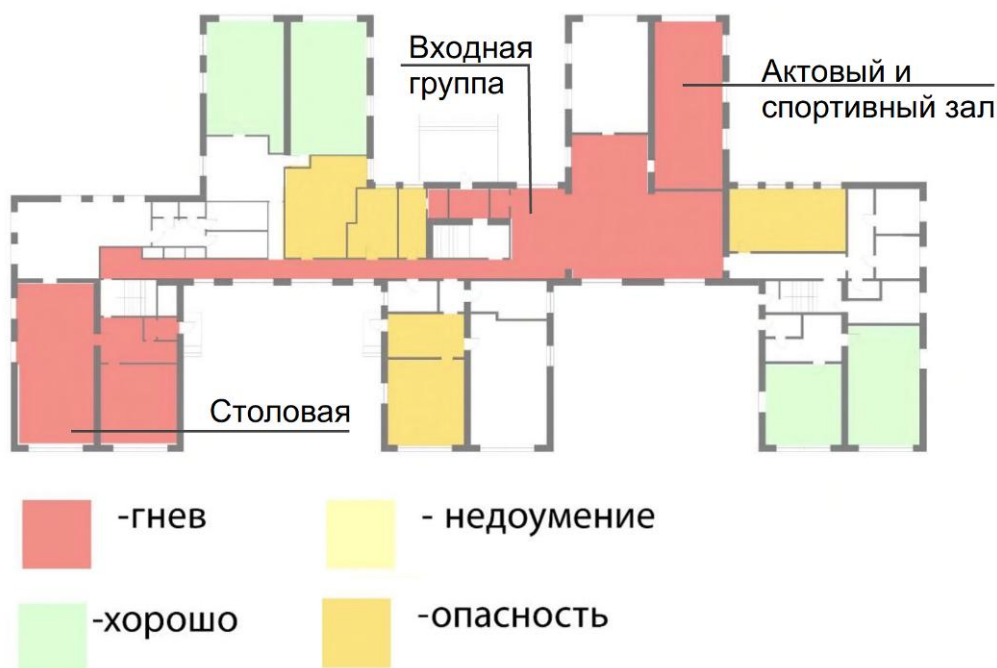 Входная
группа
Актовый и
спортивный зал
Столовая
-гнев
- недоумение
-хорошо
-опасность